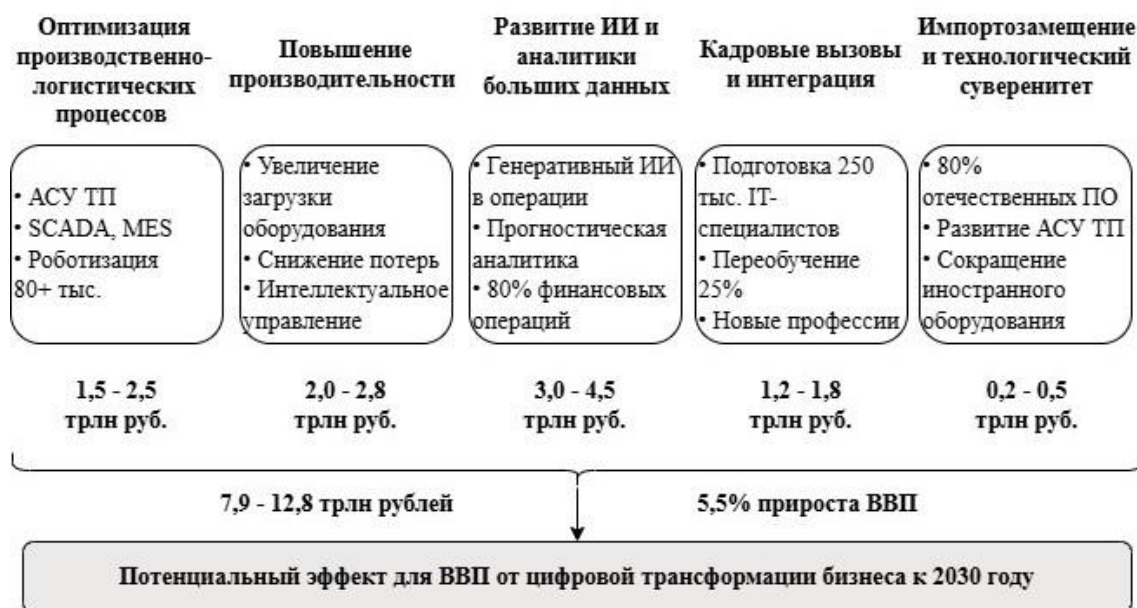 Оптимизация
производственно-
логистических
процессов
Повышение
производительности
Развитие ИИ и
аналитики
больших данных
Кадровые вызовы
и интеграция
Импортозамещение
и технологический
суверенитет
• АСУ ТП
• SCADA, MES
• Роботизация
80+ тыс.
• Увеличение
загрузки
оборудования
• Снижение потерь
• Интеллектуальное
управление
• Генеративный ИИ
в операции
• Прогностическая
аналитика
• 80% финансовых
операций
• Подготовка 250
тыс. IT-
специалистов
• Переобучение
25%
• Новые профессии
• 80%
отечественных ПО
• Развитие АСУ ТП
• Сокращение
иностранного
оборудования
1,5 - 2,5
трлн руб.
2,0 - 2,8
трлн руб.
3,0 - 4,5
трлн руб.
1,2 - 1,8
трлн руб.
0,2 - 0,5
трлн руб.
7,9 - 12,8 трлн рублей
5,5% прироста ВВП
Потенциальный эффект для ВВП от цифровой трансформации бизнеса к 2030 году